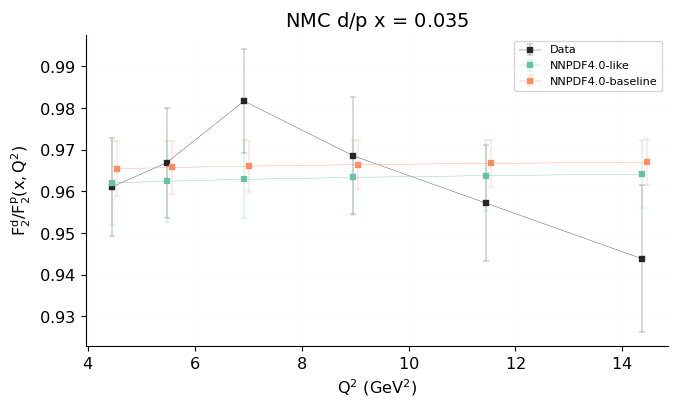 NMC d/p x = 0.035
Data
NNPDF4.0-like
NNPDF4.0-baseline
F₂ᵈ/F₂ᵖ(x,Q²)
0.99
0.98
0.97
0.96
0.95
0.94
0.93
4 6 8 10 12 14
Q² (GeV²)